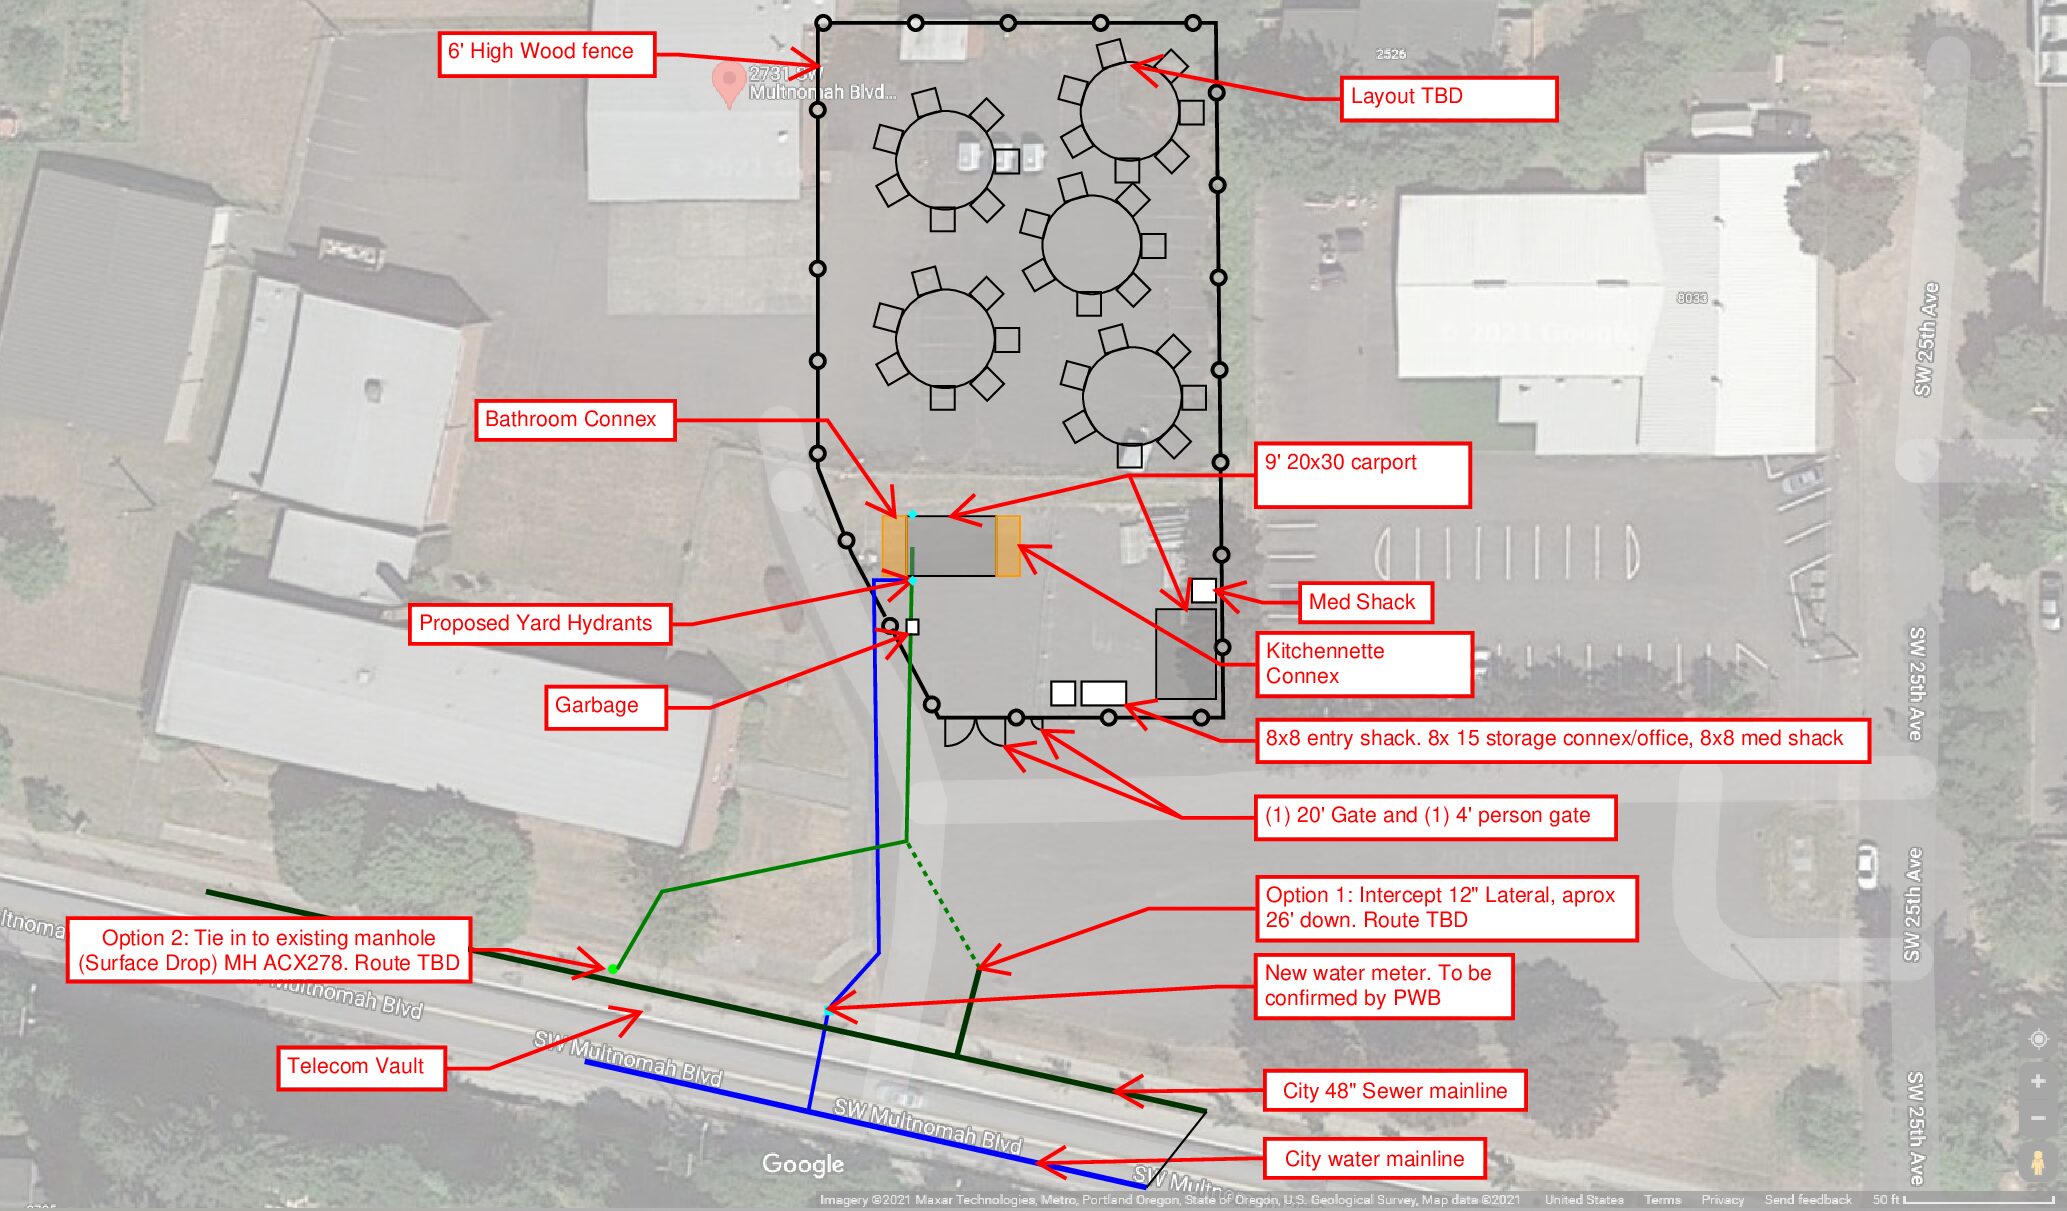 6' High Wood fence
2731 SW
Multnomah Blvd...
2526
Layout TBD
8033
SW 25th Ave
Bathroom Connex
9' 20x30 carport
Proposed Yard Hydrants
Med Shack
Kitchennette
Connex
SW 25th Ave
Garbage
8x8 entry shack. 8x 15 storage connex/office, 8x8 med shack
(1) 20' Gate and (1) 4' person gate
SW 25th Ave
Option 1: Intercept 12" Lateral, aprox
26' down. Route TBD
Option 2: Tie in to existing manhole
(Surface Drop) MH ACX278. Route TBD
New water meter. To be
confirmed by PWB
Multnomah Blvd
SW Multnomah Blvd
Telecom Vault
City 48" Sewer mainline
SW 25th Ave
SW Multnomah Blvd
City water mainline
Google
SW Multn
Imagery ©2021 Maxar Technologies, Metro, Portland Oregon, State of Oregon, U.S. Geological Survey, Map data ©2021 United States Terms Privacy Send feedback 50 ft